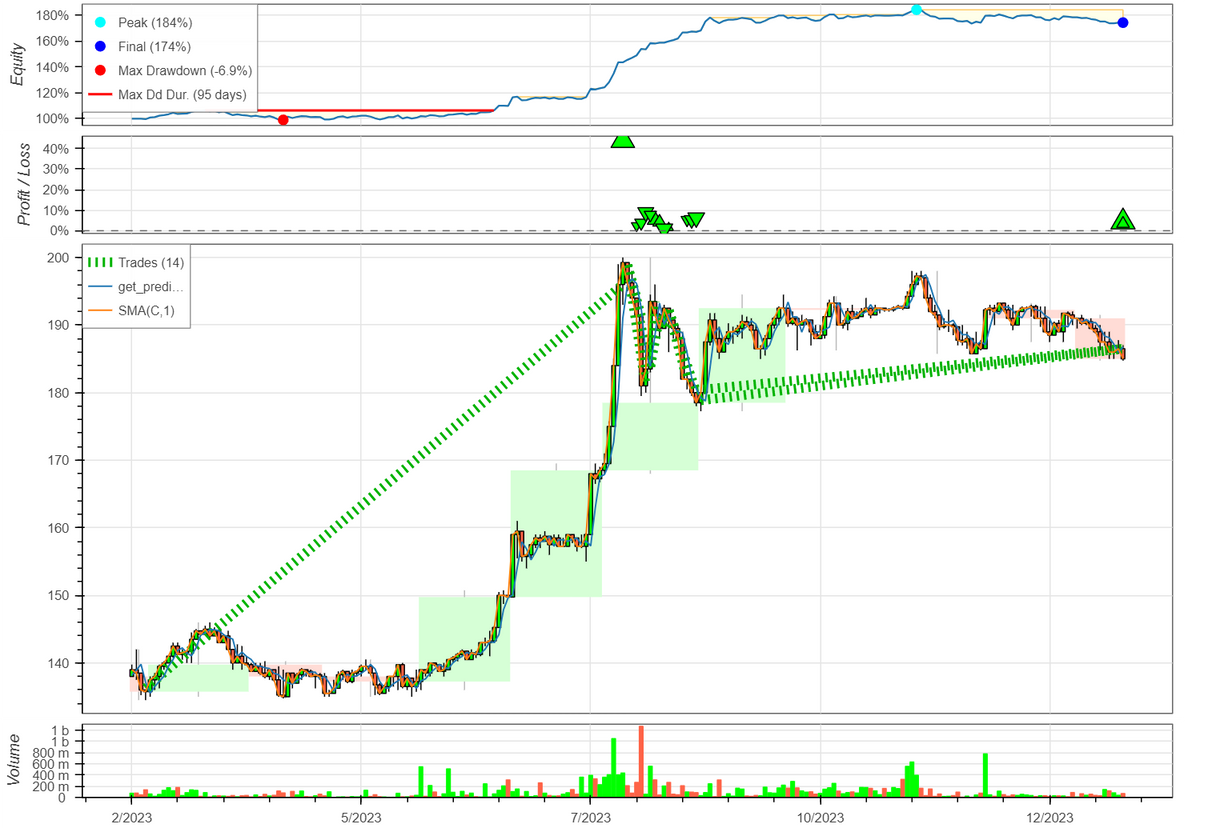 Equity
180%
160%
140%
120%
100%
Peak (184%)
Final (174%)
Max Drawdown (-6.9%)
Max Dd Dur. (95 days)
Profit / Loss
40%
30%
20%
10%
0%
200
190
180
170
160
150
140
Trades (14)
get_predi…
SMA(C,1)
Volume
1 b
1 b
800 m
600 m
400 m
200 m
0
2/2023
5/2023
7/2023
10/2023
12/2023